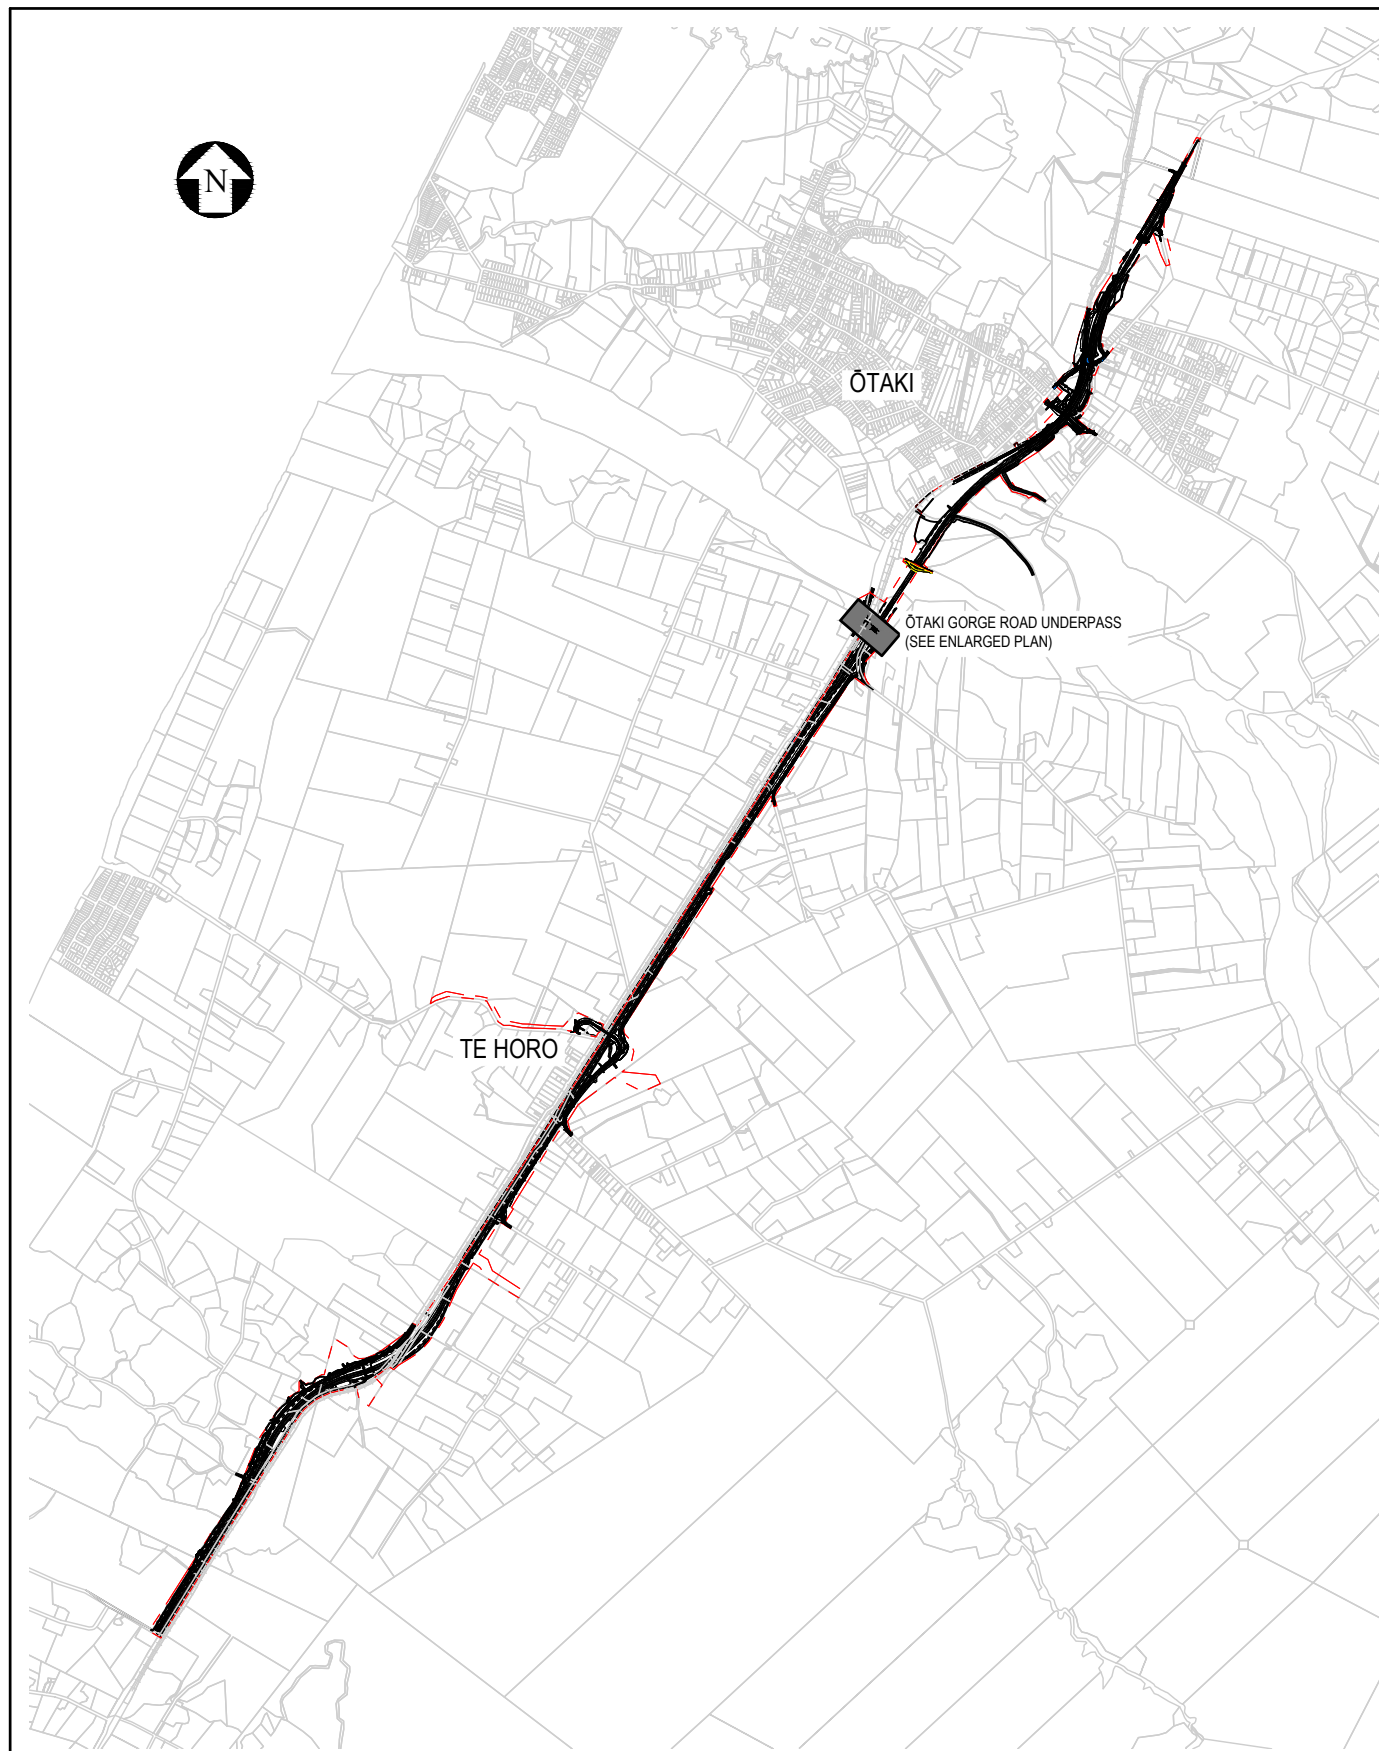 N
ŌTAKI
ŌTAKI GORGE ROAD UNDERPASS
(SEE ENLARGED PLAN)
TE HORO